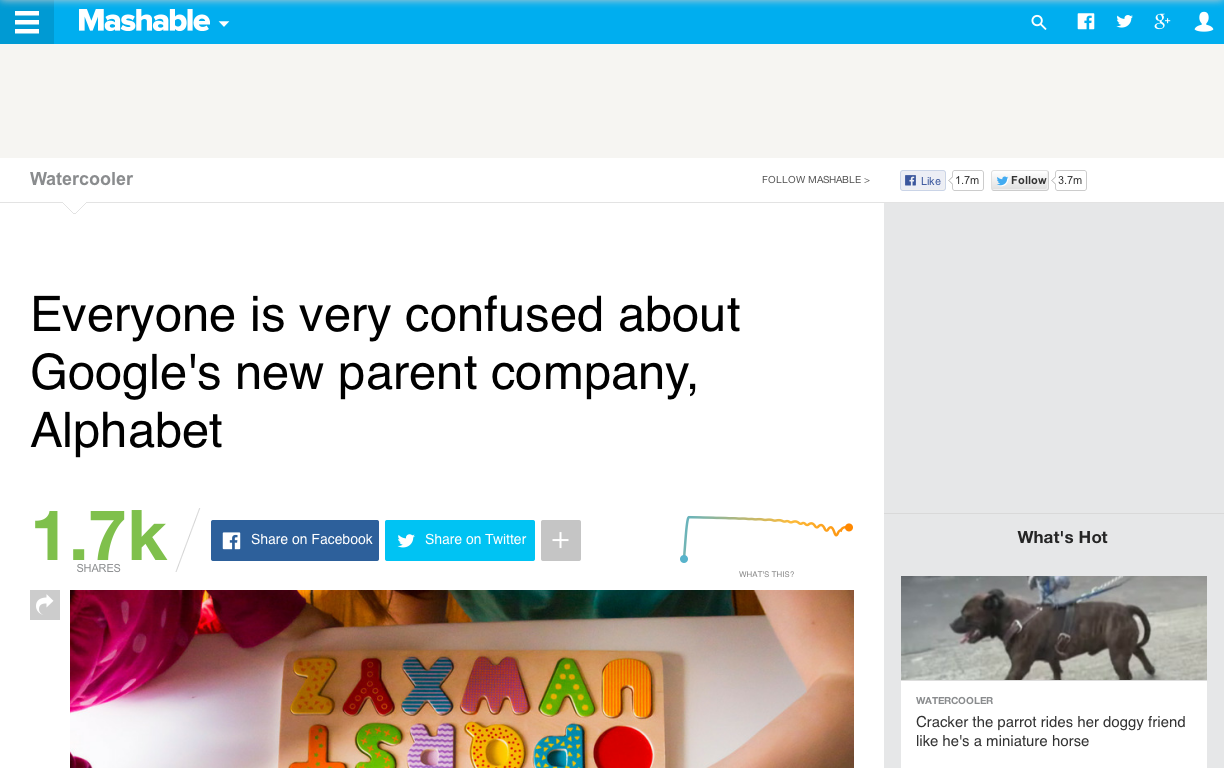 Mashable
g+
Watercooler
FOLLOW MASHABLE >
Like
1.7m
Follow
3.7m
Everyone is very confused about
Google's new parent company,
Alphabet
1.7k
SHARES
Share on Facebook
Share on Twitter
+
WHAT'S THIS?
What's Hot
WATERCOOLER
Cracker the parrot rides her doggy friend
like he's a miniature horse